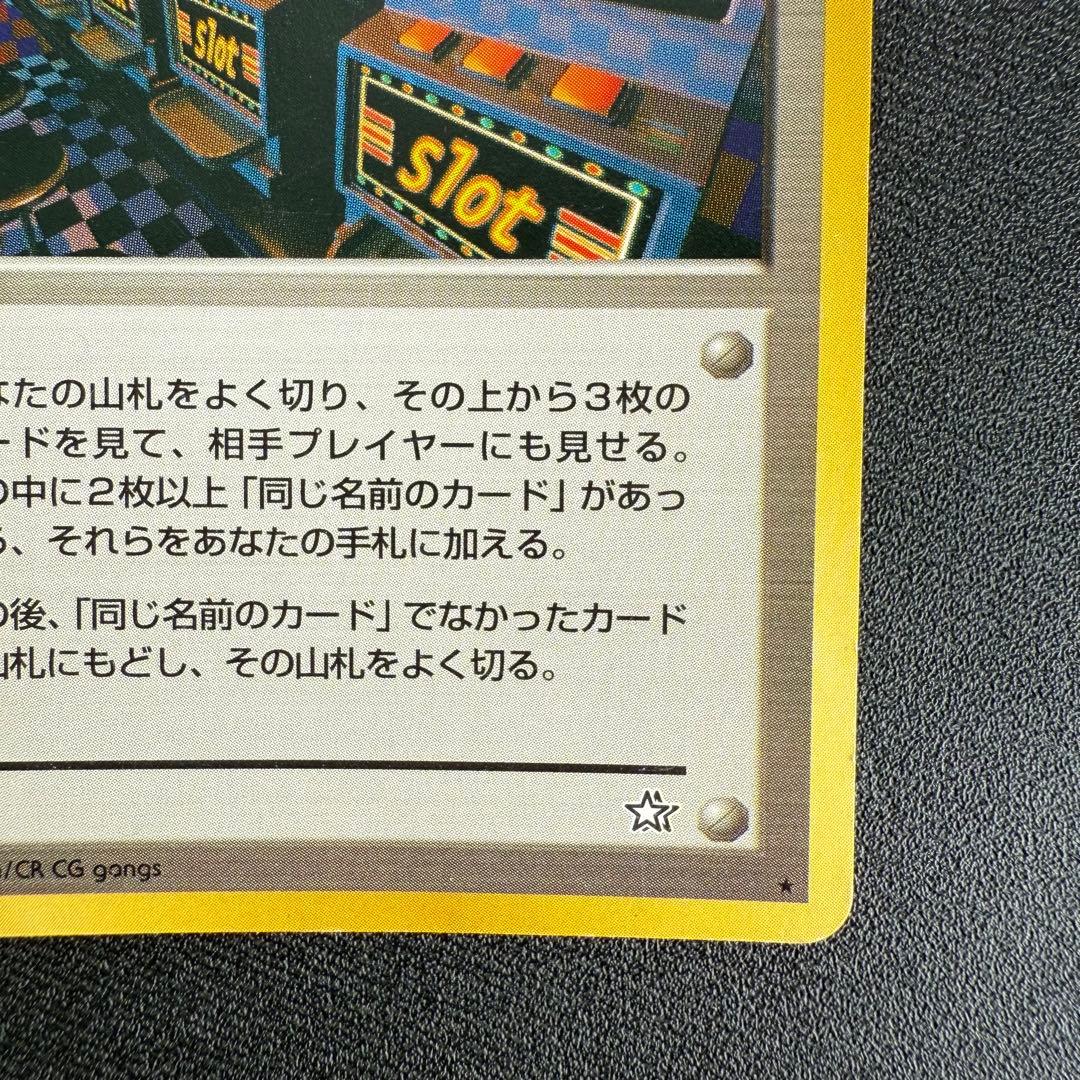 slot
slot
なたの山札をよく切り、その上から３枚の
ードを見て、相手プレイヤーにも見せる。
の中に２枚以上「同じ名前のカード」があっ
ら、それらをあなたの手札に加える。
の後、「同じ名前のカード」でなかったカード
山札にもどし、その山札をよく切る。
/CR CG gangs